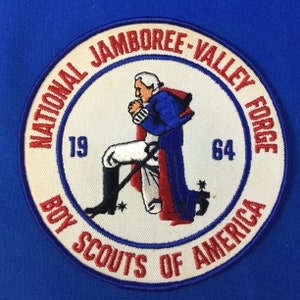 NATIONAL JAMBOREE-VALLEY FORGE
19 64
BOY SCOUTS OF AMERICA